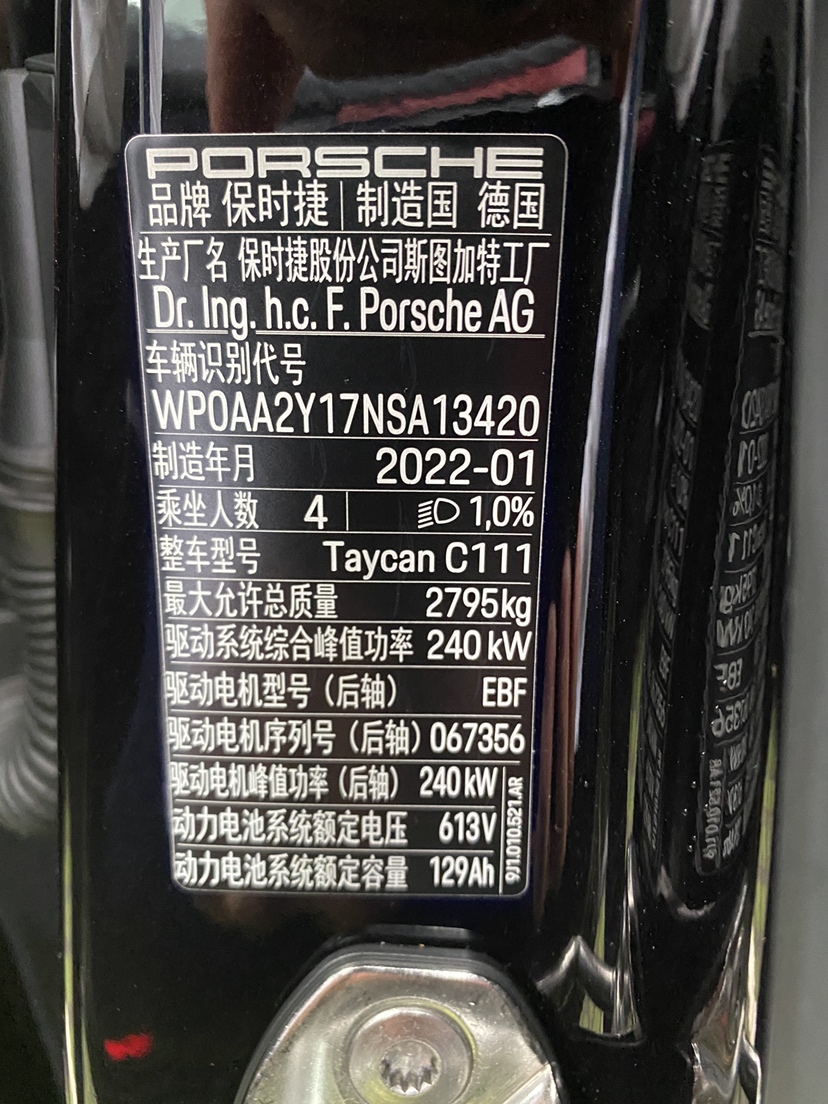 PORSCHE
品牌 保时捷 | 制造国 德国
生产厂名 保时捷股份公司斯图加特工厂
Dr. Ing. h.c. F. Porsche AG
车辆识别代号
WP0AA2Y17NSA13420
制造年月 2022-01
乘坐人数 4 | 1,0%
整车型号 Taycan C111
最大允许总质量 2795kg
驱动系统综合峰值功率 240 kW
驱动电机型号（后轴） EBF
驱动电机序列号（后轴）067356
驱动电机峰值功率（后轴） 240 kW
动力电池系统额定电压 613V
动力电池系统额定容量 129Ah
91.010.521.AR